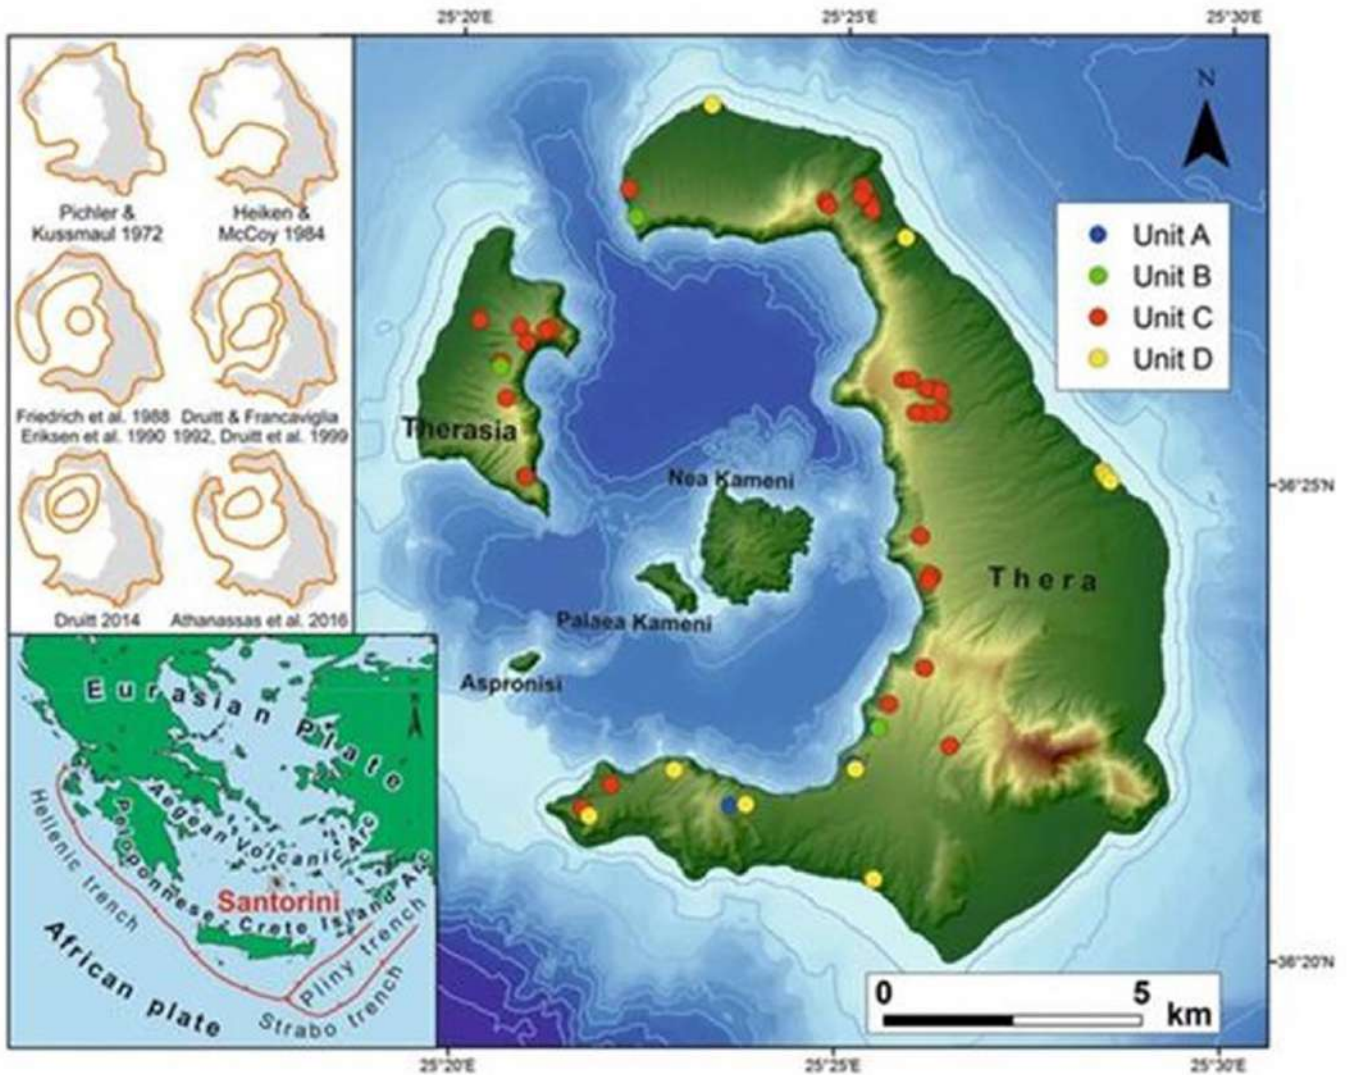 25°20'E
25°25'E
25°30'E
Pichler &
Kussmaul 1972
Heiken &
McCoy 1984
Friedrich et al. 1988
Eriksen et al. 1990
Druitt & Francaviglia
1992, Druitt et al. 1999
Druitt 2014
Athanassas et al. 2016
N
Unit A
Unit B
Unit C
Unit D
Therasia
Nea Kameni
Thera
Palaea Kameni
Aspronisi
36°25'N
36°20'N
Eurasian Plate
N
Aegean Volcanic Arc
Peloponnese-Crete Island Arc
Hellenic trench
Santorini
Pliny trench
Strabo trench
African plate
0
5
km
25°20'E
25°25'E
25°30'E